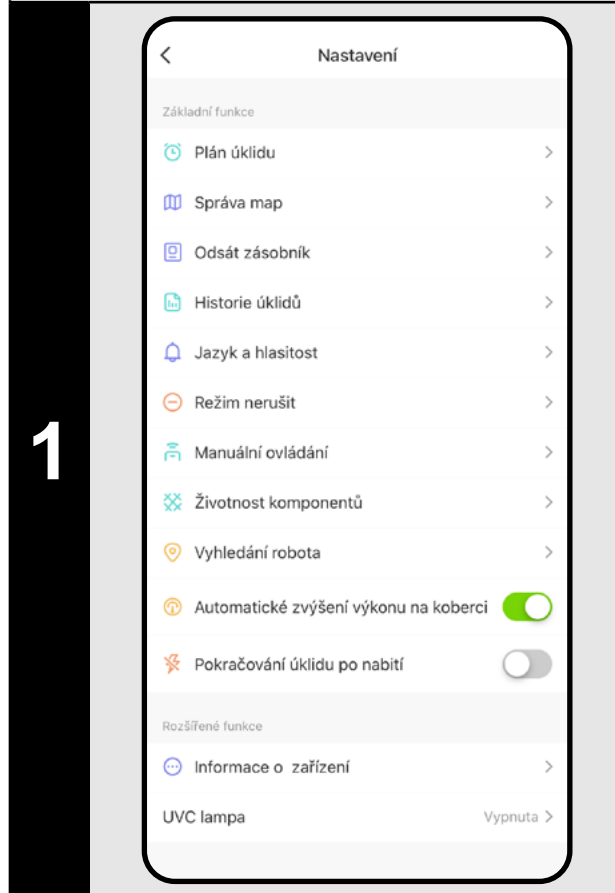 1
Nastavení
Základní funkce
Plán úklidu
Správa map
Odsát zásobník
Historie úklidů
Jazyk a hlasitost
Režim nerušit
Manuální ovládání
Životnost komponentů
Vyhledání robota
Automatické zvýšení výkonu na koberci
Pokračování úklidu po nabití
Rozšířené funkce
Informace o zařízení
UVC lampa Vypnuta